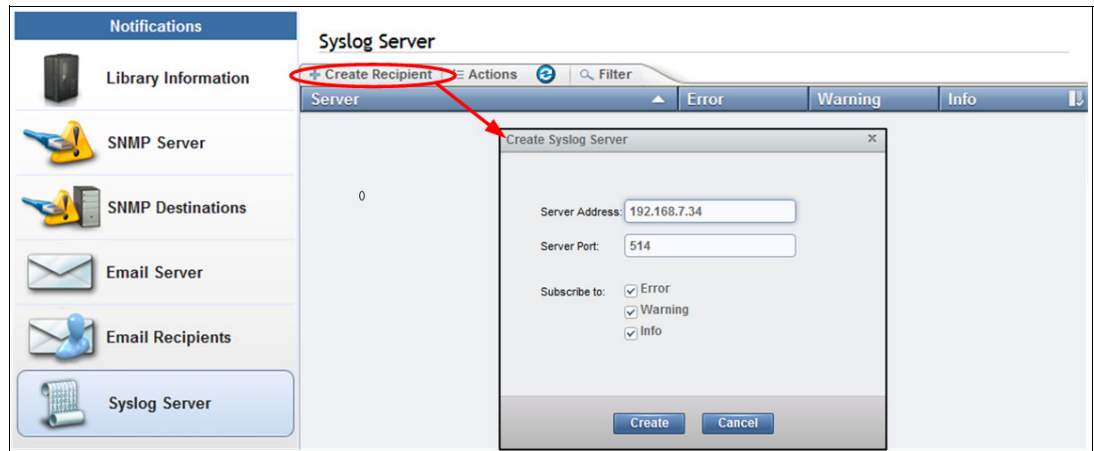 Notifications
Library Information
SNMP Server
SNMP Destinations
Email Server
Email Recipients
Syslog Server
Syslog Server
Create Recipient Actions Filter
Server Error Warning Info
0
Create Syslog Server x
Server Address: 192.168.7.34
Server Port: 514
Subscribe to: Error
Warning
Info
Create Cancel